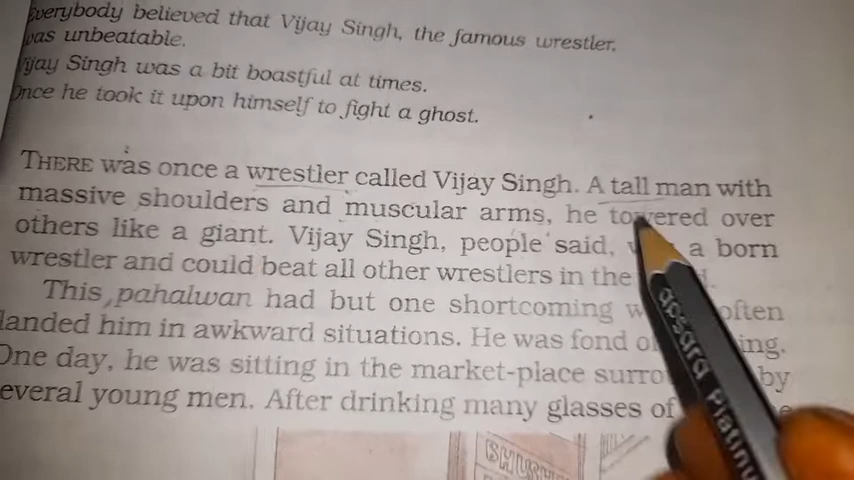 Everybody believed that Vijay Singh, the famous wrestler,
was unbeatable.
Vijay Singh was a bit boastful at times.
Once he took it upon himself to fight a ghost.
THERE was once a wrestler called Vijay Singh. A tall man with
massive shoulders and muscular arms, he towered over
others like a giant. Vijay Singh, people said, a born
wrestler and could beat all other wrestlers in the
This pahalwan had but one shortcoming often
landed him in awkward situations. He was fond
One day, he was sitting in the market-place by
several young men. After drinking many glasses of
apsara Platinum